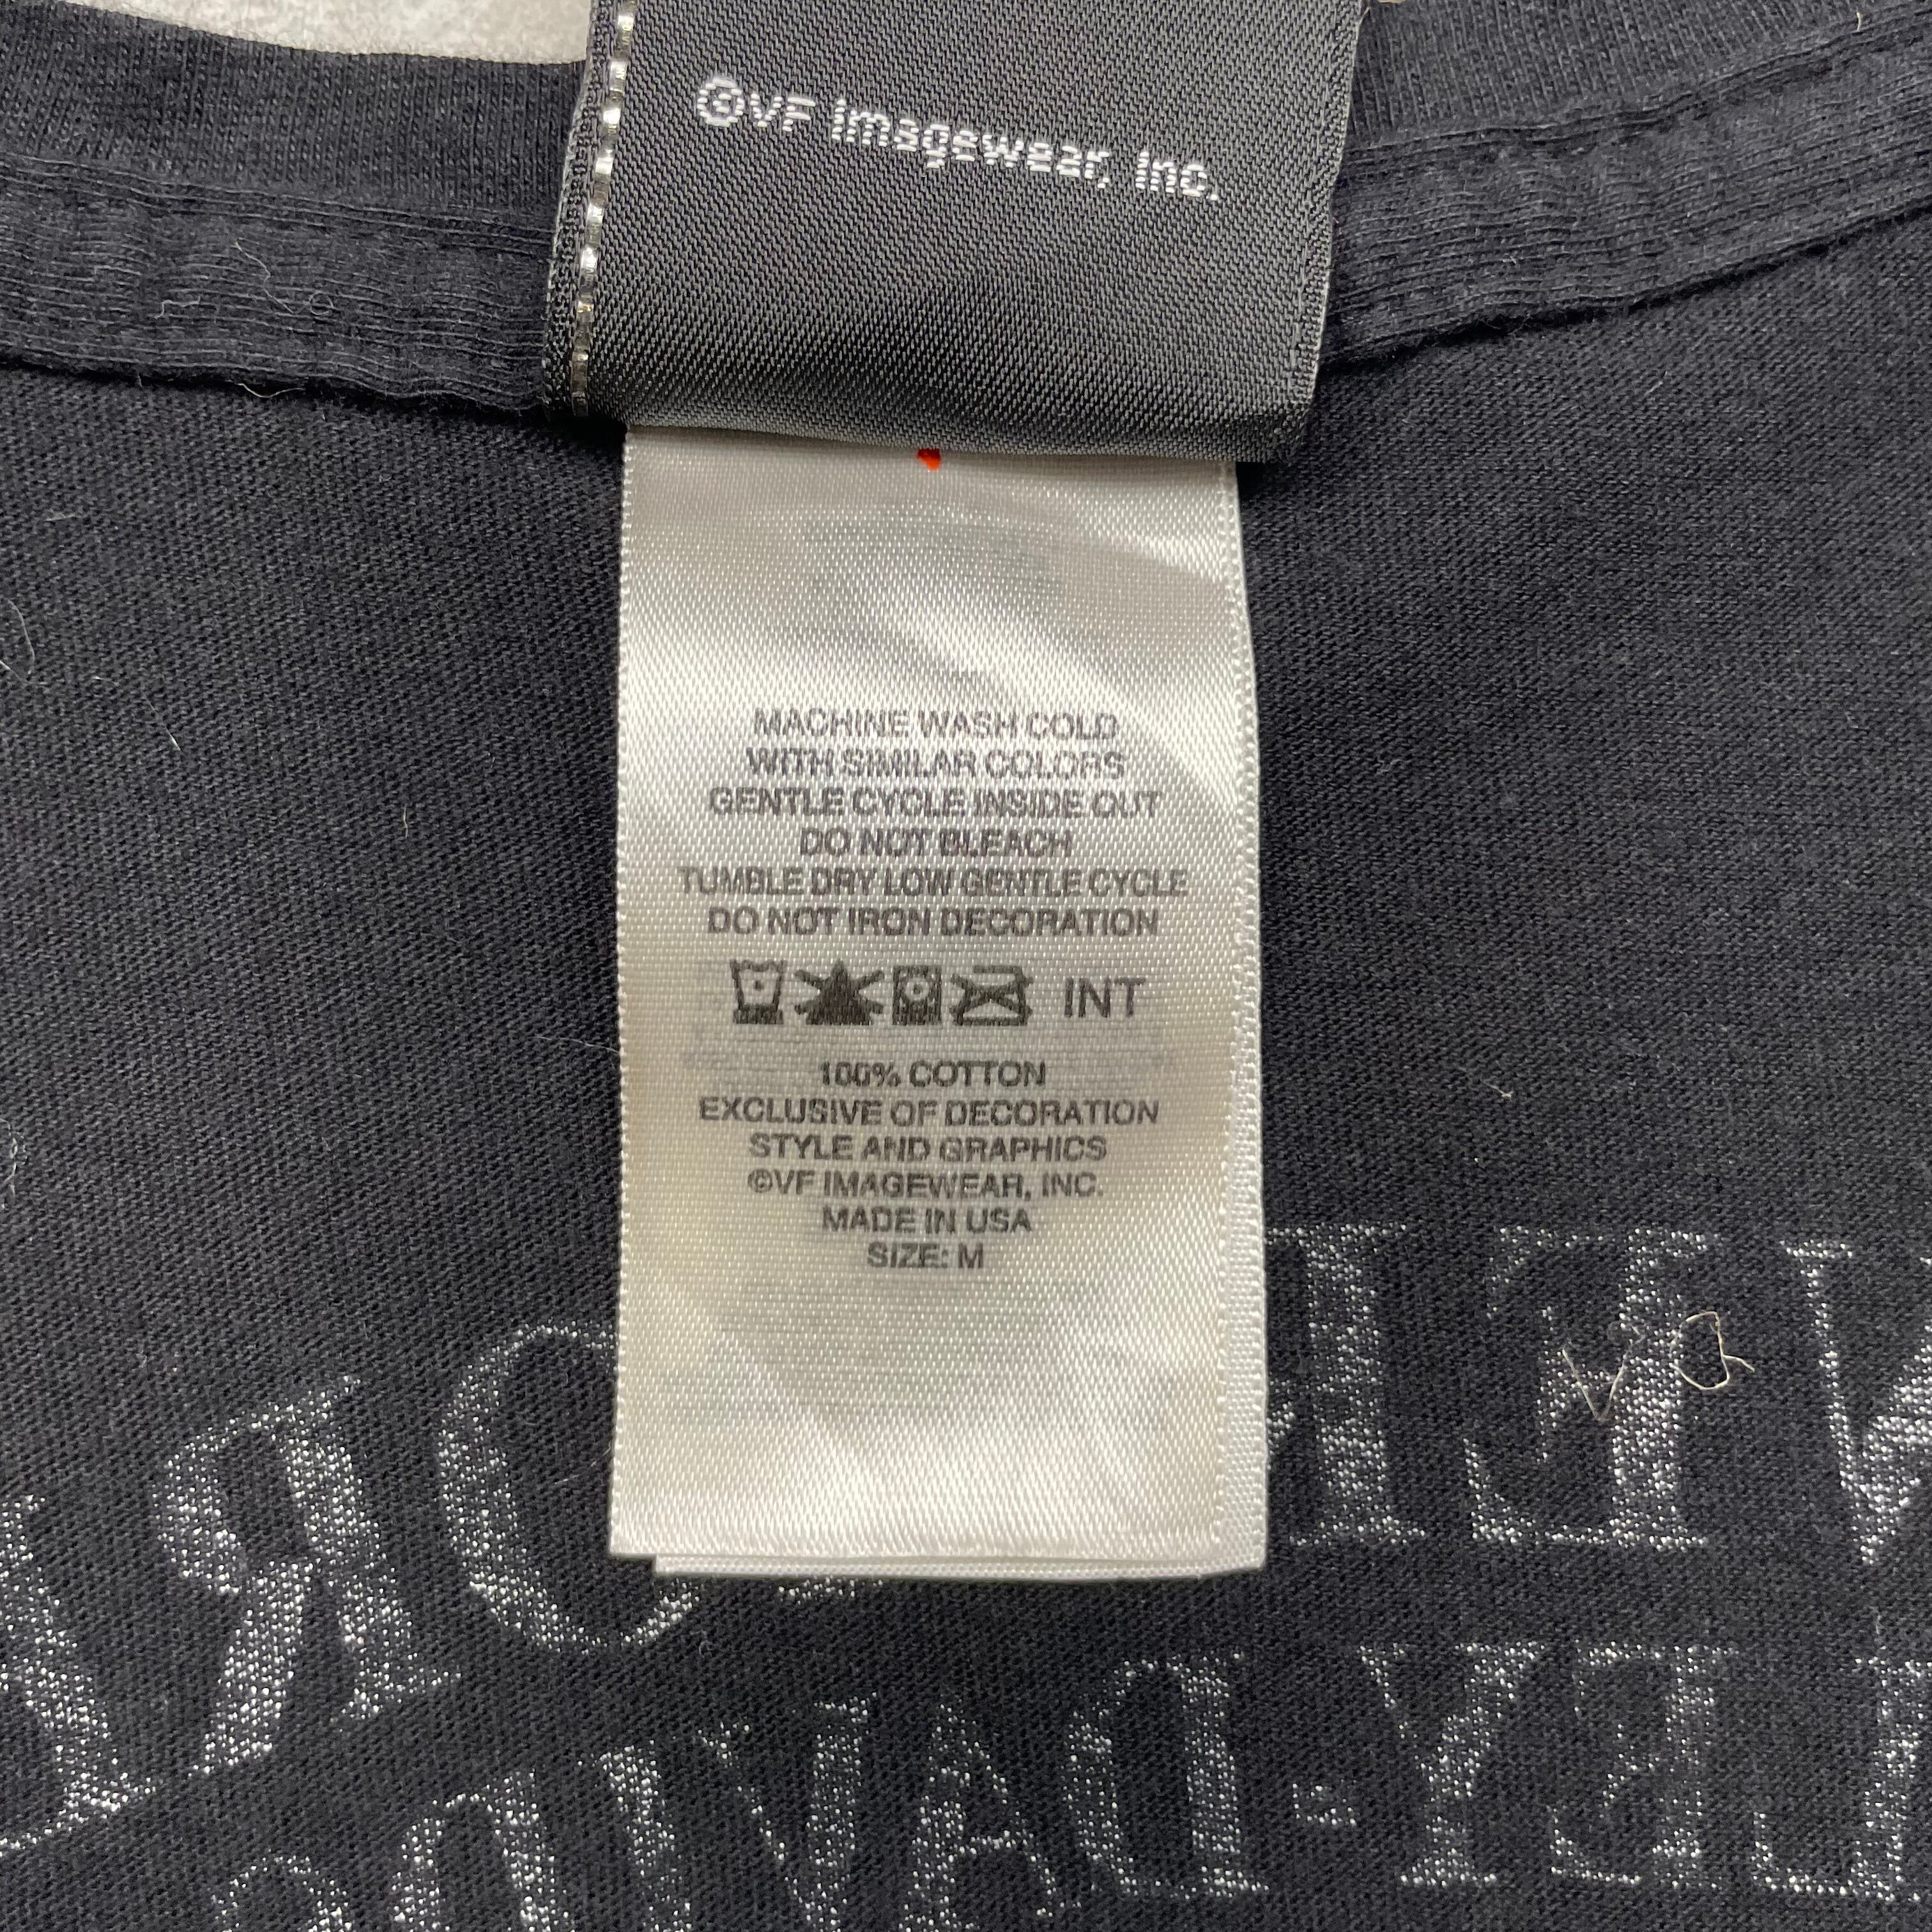 ©VF Imagewear, Inc.
MACHINE WASH COLD
WITH SIMILAR COLORS
GENTLE CYCLE INSIDE OUT
DO NOT BLEACH
TUMBLE DRY LOW GENTLE CYCLE
DO NOT IRON DECORATION
INT
100% COTTON
EXCLUSIVE OF DECORATION
STYLE AND GRAPHICS
©VF IMAGEWEAR, INC.
MADE IN USA
SIZE: M